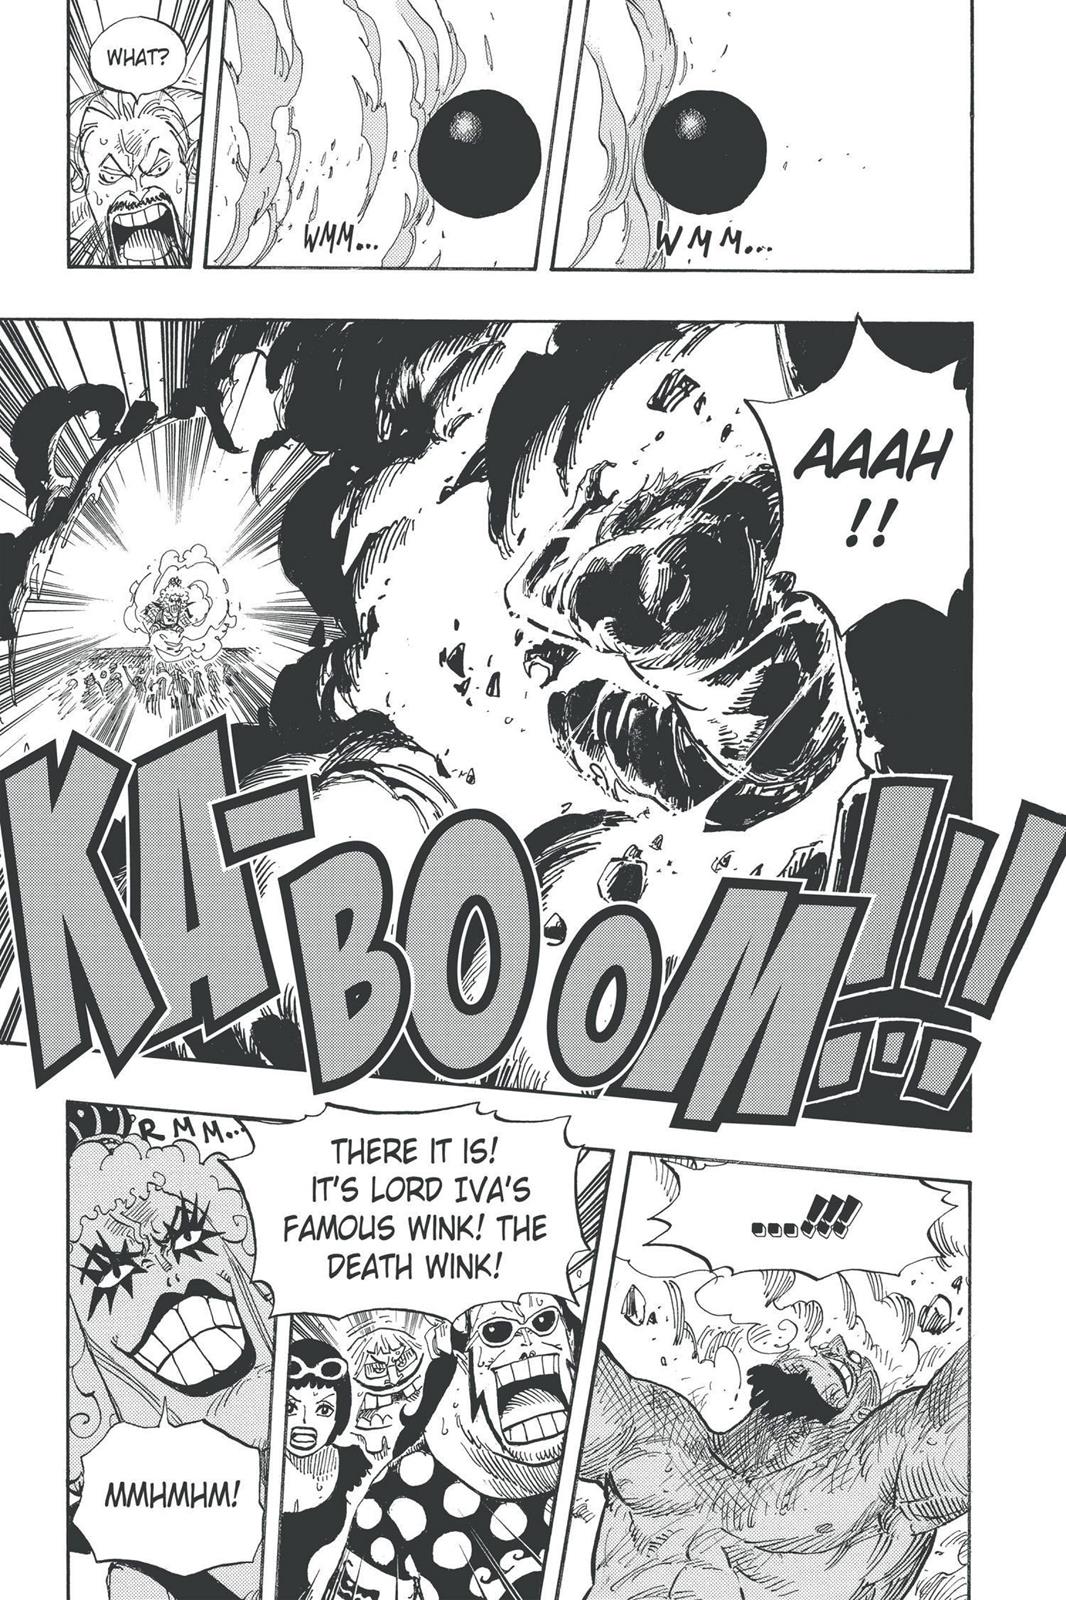 WHAT?
WMM...
WMM...
AAAH
!!
KA-BOOM!!!
RMM...
THERE IT IS!
IT'S LORD IVA'S
FAMOUS WINK! THE
DEATH WINK!
...!!!
MMHMHM!